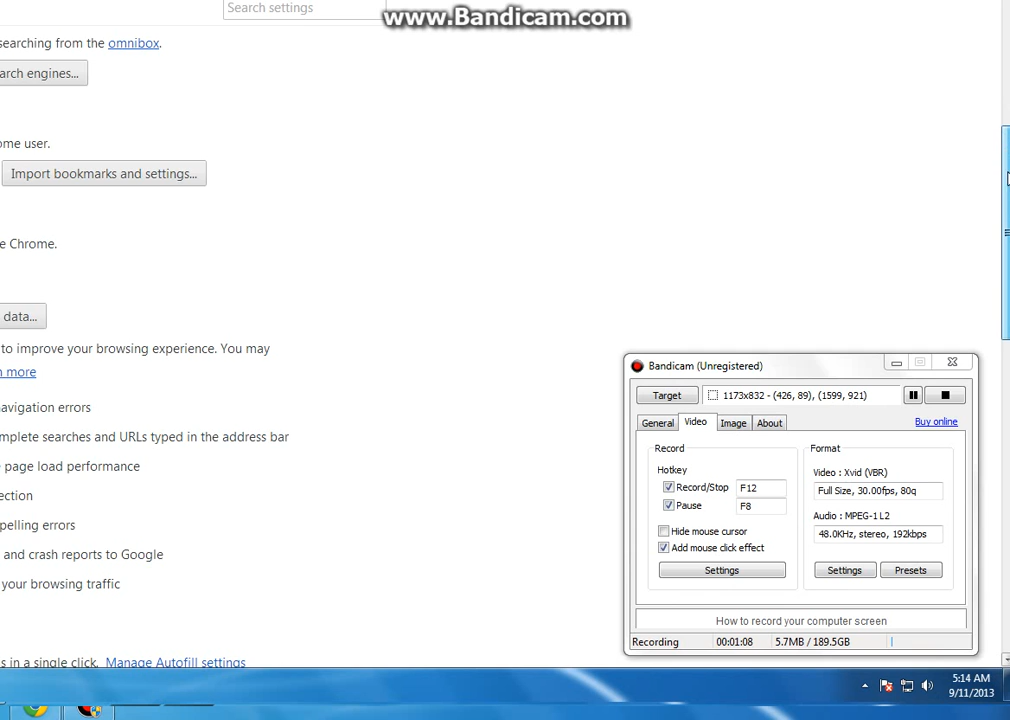 Search settings
www.Bandicam.com
searching from the omnibox.
arch engines...
ome user.
Import bookmarks and settings...
e Chrome.
data...
to improve your browsing experience. You may
n more
avigation errors
mplete searches and URLs typed in the address bar
page load performance
ection
pelling errors
and crash reports to Google
your browsing traffic
s in a single click. Manage Autofill settings
Bandicam (Unregistered)
Target
1173x832 - (426, 89), (1599, 921)
General Video Image About
Buy online
Record
Hotkey
Record/Stop F12
Pause F8
Hide mouse cursor
Add mouse click effect
Settings
Format
Video : Xvid (VBR)
Full Size, 30.00fps, 80q
Audio : MPEG-1 L2
48.0KHz, stereo, 192kbps
Settings Presets
How to record your computer screen
Recording 00:01:08 5.7MB / 189.5GB
5:14 AM
9/11/2013